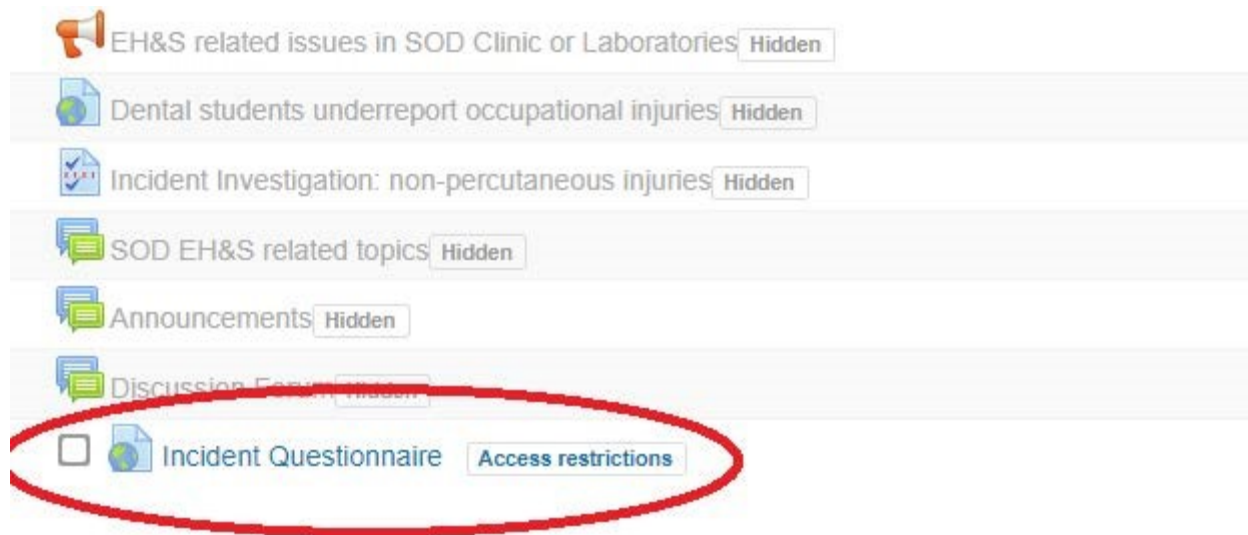 EH&S related issues in SOD Clinic or Laboratories Hidden
Dental students underreport occupational injuries Hidden
Incident Investigation: non-percutaneous injuries Hidden
SOD EH&S related topics Hidden
Announcements Hidden
Discussion Forum Hidden
Incident Questionnaire Access restrictions